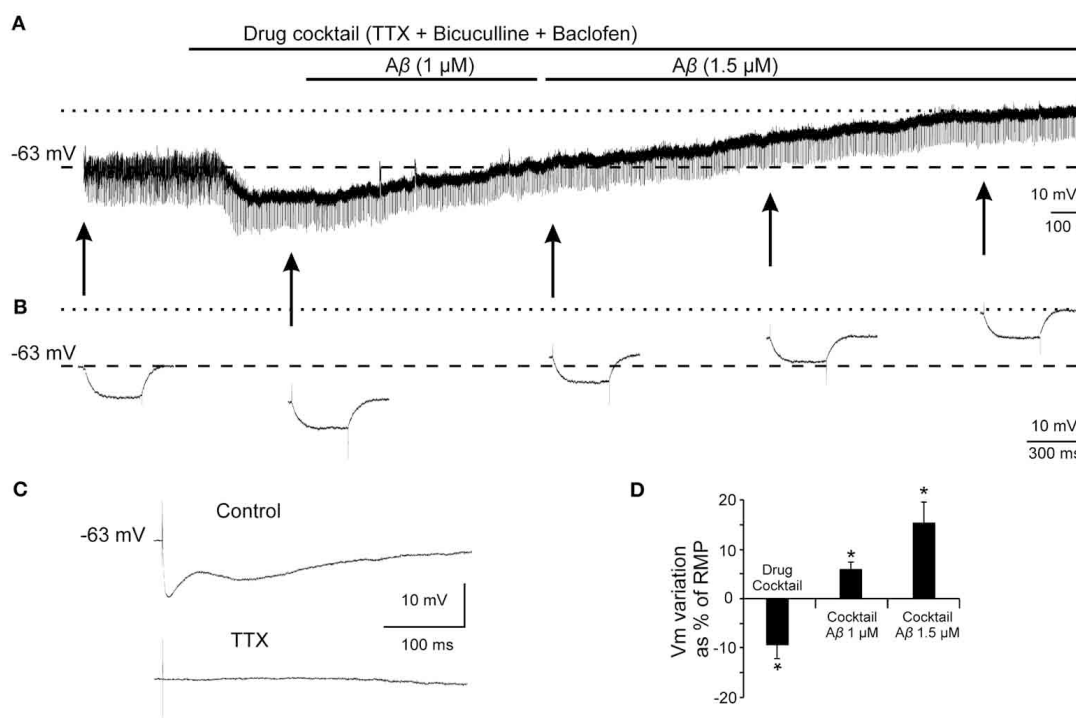 A
Drug cocktail (TTX + Bicuculline + Baclofen)
Aβ (1 µM)
Aβ (1.5 µM)
-63 mV
10 mV
100
B
-63 mV
10 mV
300 ms
C
Control
-63 mV
10 mV
100 ms
TTX
D
Vm variation
as % of RMP
20
10
0
-10
-20
Drug
Cocktail
*
*
Cocktail
Aβ 1 µM
*
Cocktail
Aβ 1.5 µM